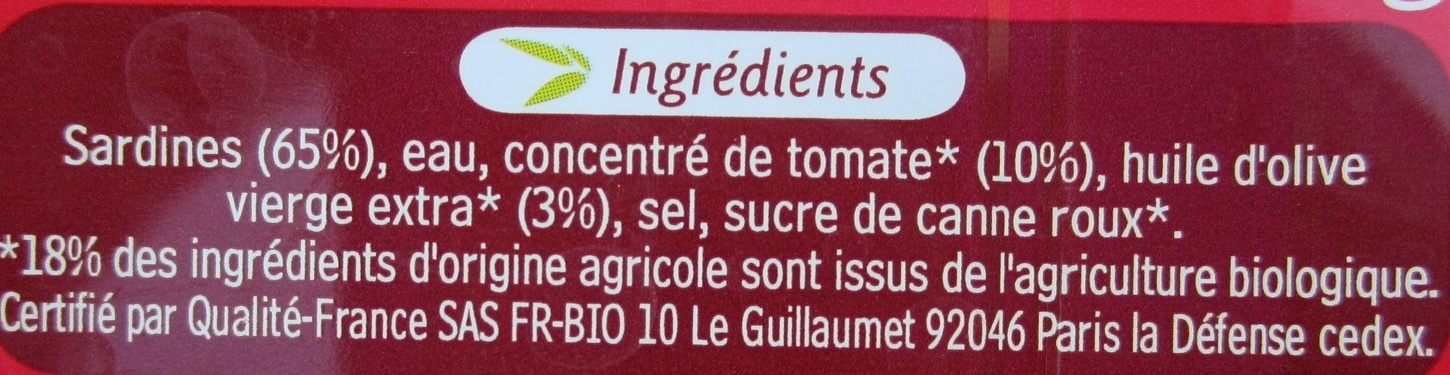 Ingrédients
Sardines (65%), eau, concentré de tomate* (10%), huile d'olive
vierge extra* (3%), sel, sucre de canne roux*.
*18% des ingrédients d'origine agricole sont issus de l'agriculture biologique.
Certifié par Qualité-France SAS FR-BIO 10 Le Guillaumet 92046 Paris la Défense cedex.